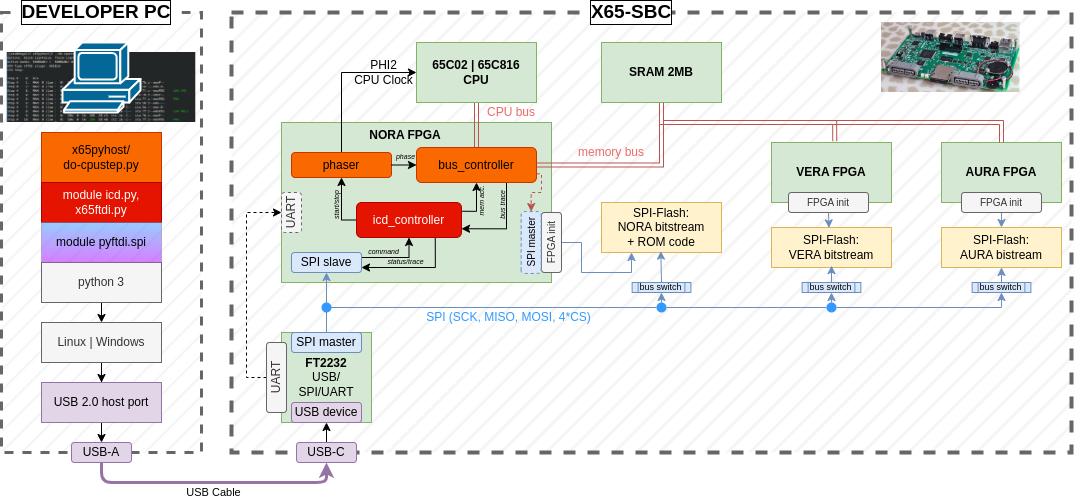 DEVELOPER PC
x65pyhost/
do-cpustep.py
module icd.py,
x65ftdi.py
module pyftdi.spi
python 3
Linux | Windows
USB 2.0 host port
USB-A
USB Cable
X65-SBC
PHI2
CPU Clock
65C02 | 65C816
CPU
SRAM 2MB
CPU bus
NORA FPGA
phaser
phase
bus_controller
memory bus
start/stop
icd_controller
mem acc.
bus trace
UART
SPI slave
command
status/trace
SPI master
FPGA init
SPI-Flash:
NORA bitstream
+ ROM code
VERA FPGA
FPGA init
SPI-Flash:
VERA bitstream
AURA FPGA
FPGA init
SPI-Flash:
AURA bistream
bus switch
bus switch
bus switch
SPI (SCK, MISO, MOSI, 4*CS)
SPI master
UART
FT2232
USB/
SPI/UART
USB device
USB-C